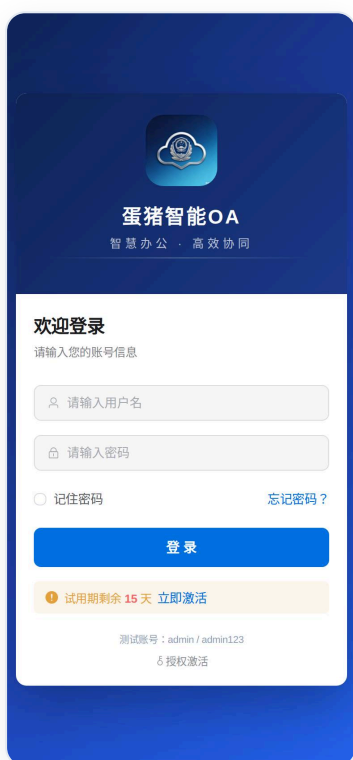 蛋猪智能OA
智慧办公 · 高效协同
欢迎登录
请输入您的账号信息
请输入用户名
请输入密码
记住密码 忘记密码？
登录
试用期剩余 15 天 立即激活
测试账号：admin / admin123
授权激活